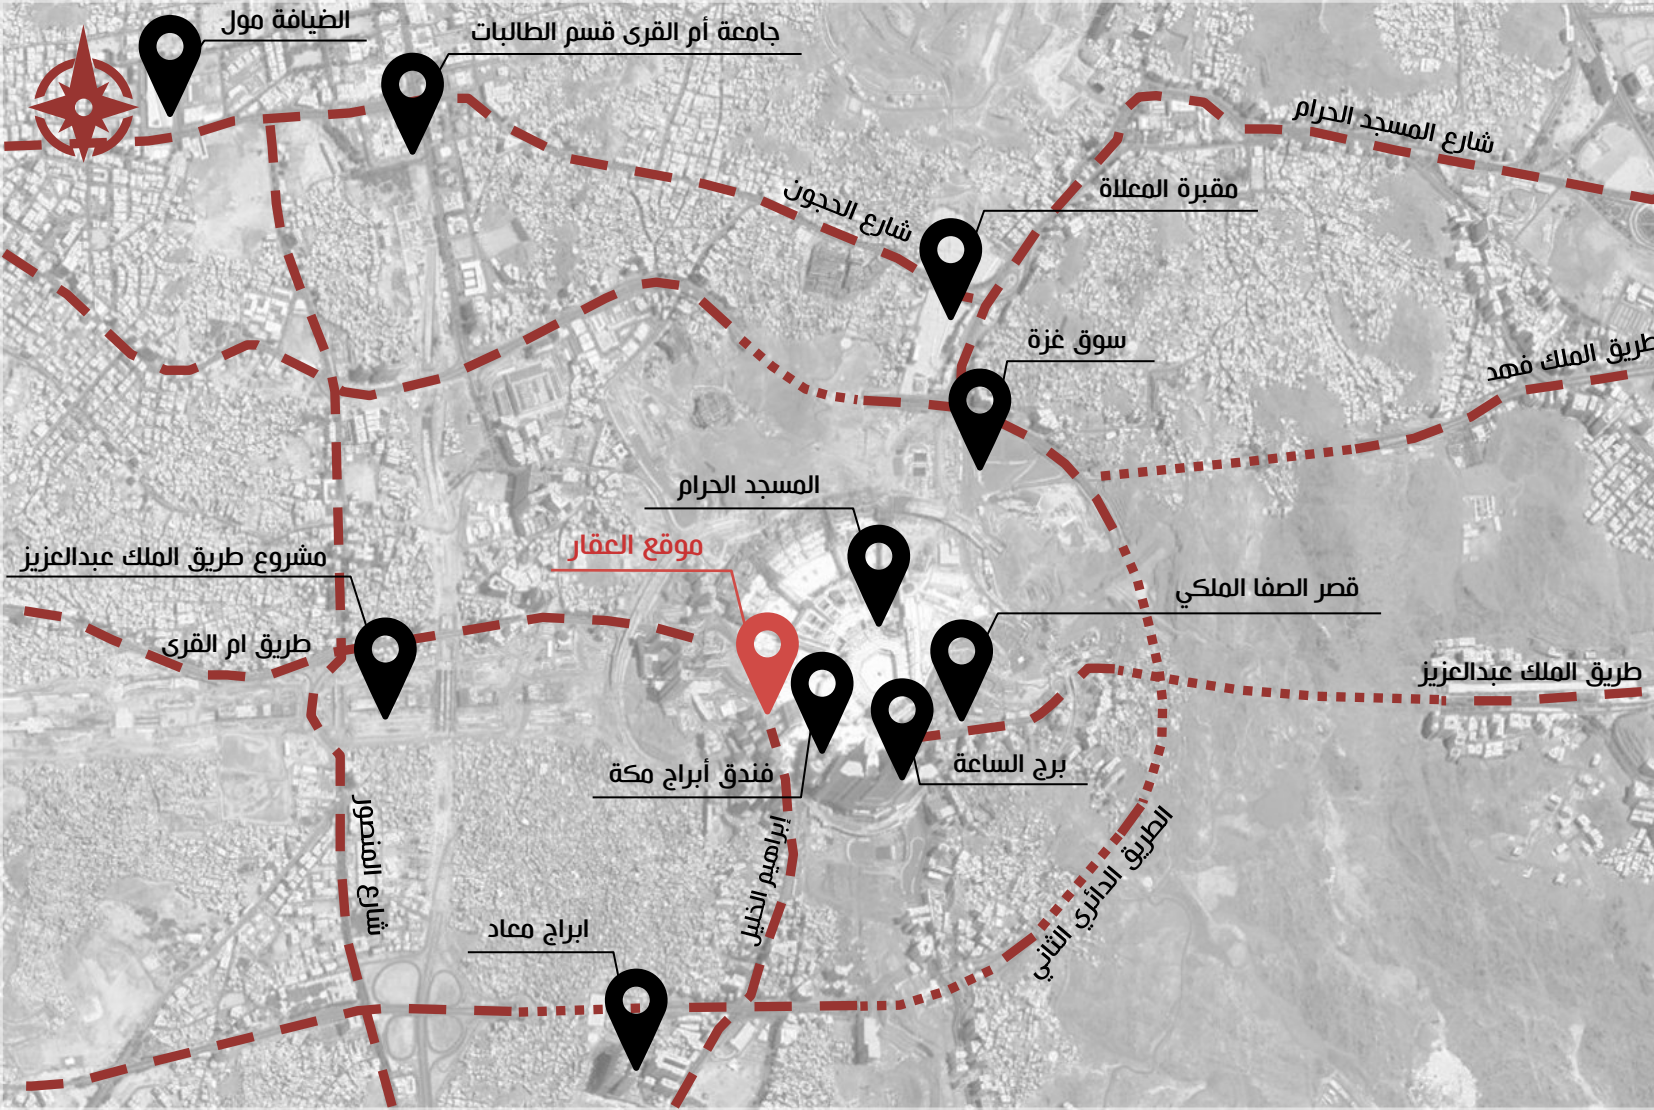 الضيافة مول
جامعة أم القرى قسم الطالبات
شارع المسجد الحرام
مقبرة المعلاة
شارع الحجون
سوق غزة
طريق الملك فهد
المسجد الحرام
موقع العقار
مشروع طريق الملك عبدالعزيز
قصر الصفا الملكي
طريق ام القرى
طريق الملك عبدالعزيز
فندق أبراج مكة
برج الساعة
شارع المنصور
إبراهيم الخليل
الطريق الدائري الثاني
ابراج معاد